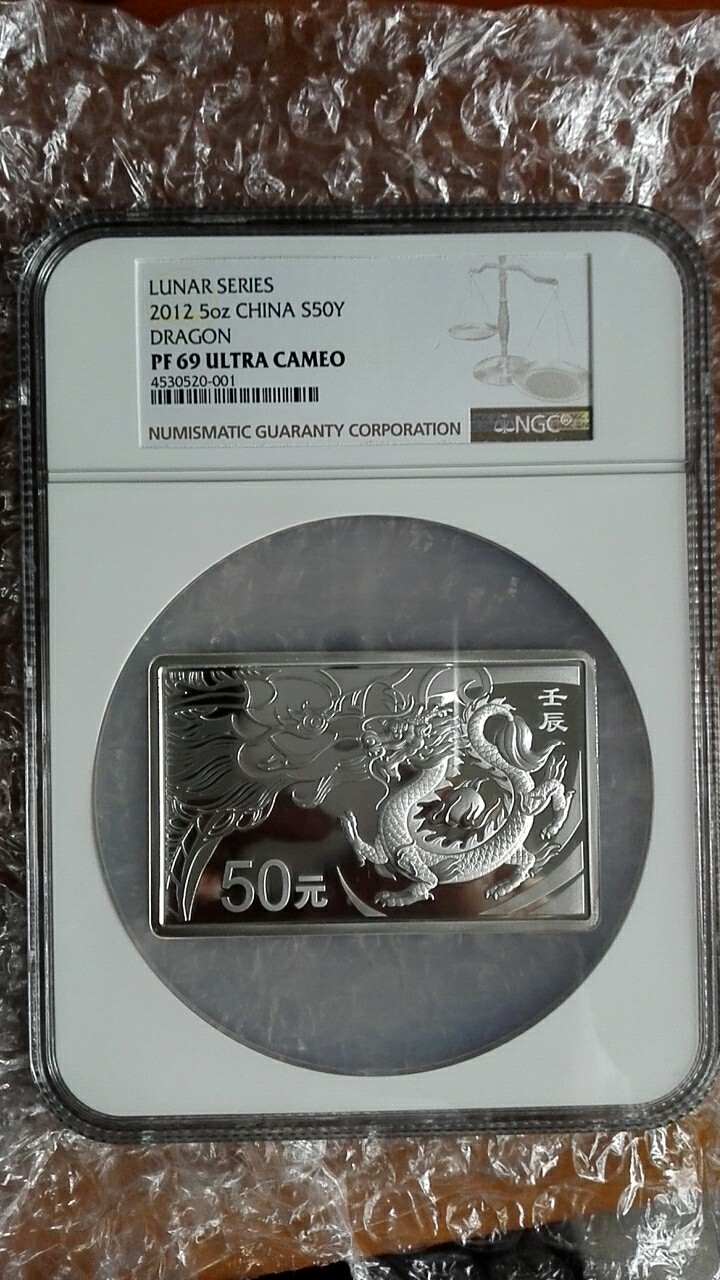 LUNAR SERIES
2012 5oz CHINA S50Y
DRAGON
PF 69 ULTRA CAMEO
4530520-001
NUMISMATIC GUARANTY CORPORATION
NGC®
壬辰
50元